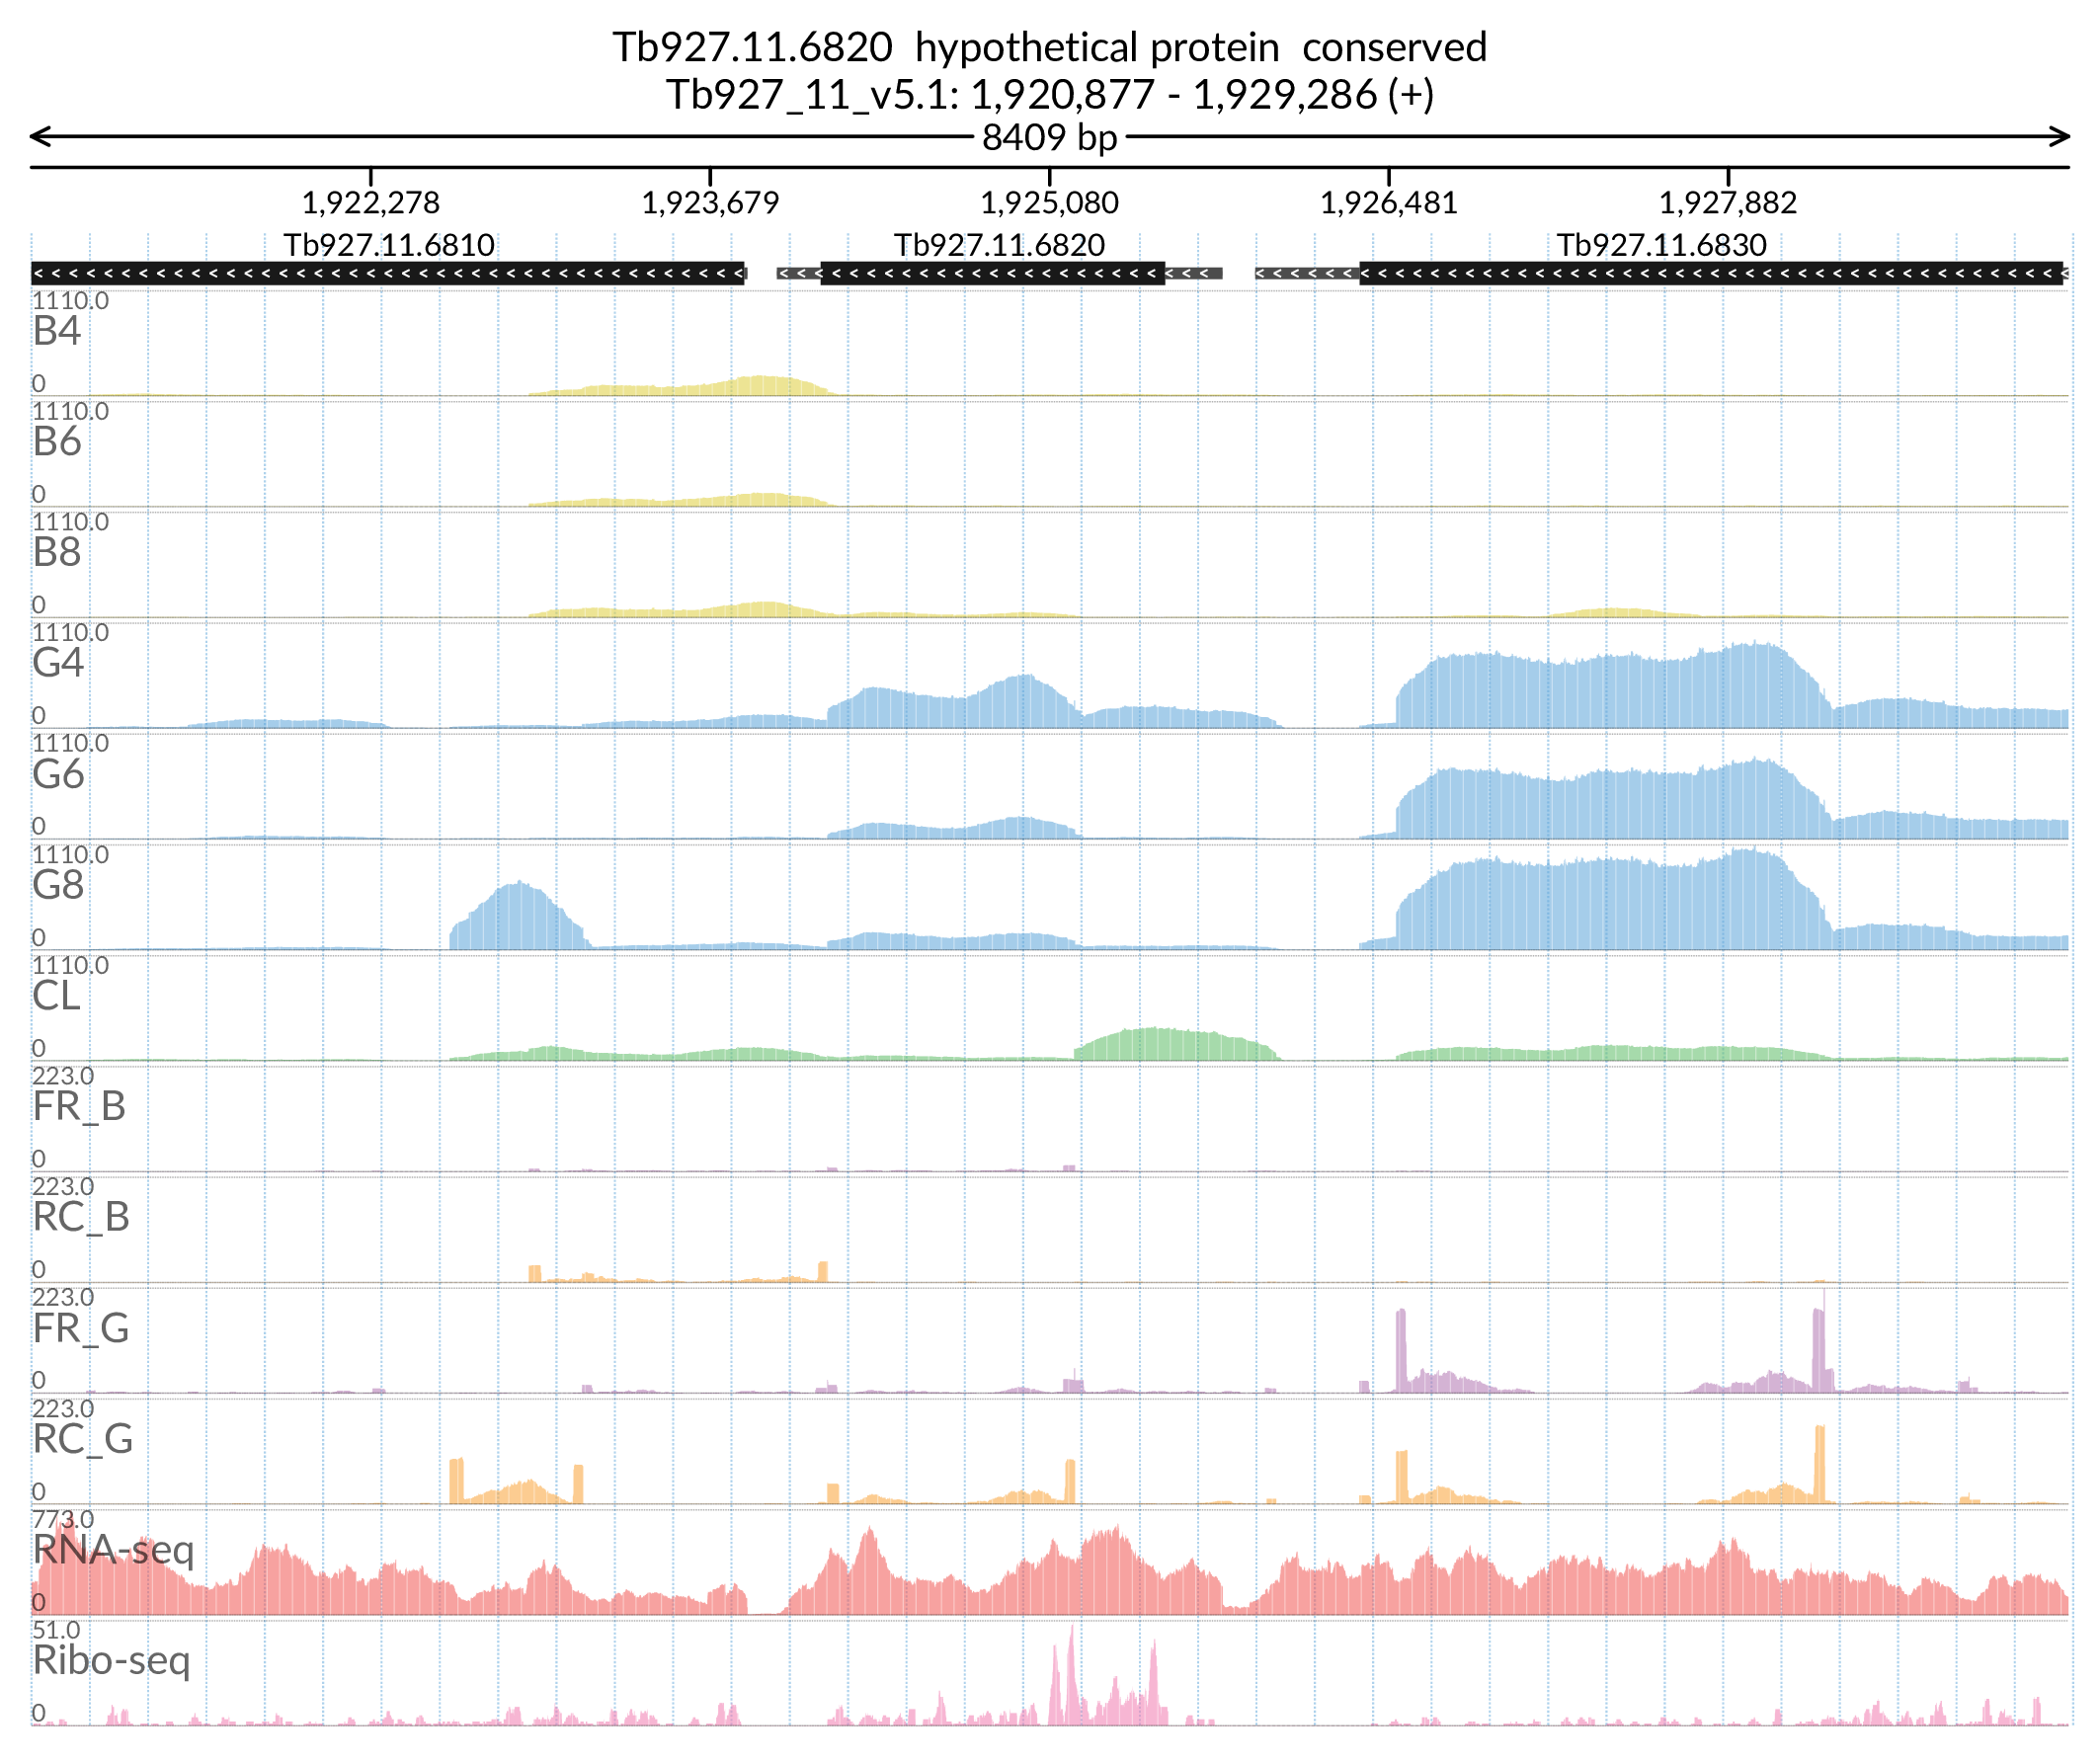 Tb927.11.6820 hypothetical protein conserved
Tb927_11_v5.1: 1,920,877 - 1,929,286 (+)
8409 bp
1,922,278 1,923,679 1,925,080 1,926,481 1,927,882
Tb927.11.6810 Tb927.11.6820 Tb927.11.6830
1110.0
B4
0
1110.0
B6
0
1110.0
B8
0
1110.0
G4
0
1110.0
G6
0
1110.0
G8
0
1110.0
CL
0
223.0
FR_B
0
223.0
RC_B
0
223.0
FR_G
0
223.0
RC_G
0
773.0
RNA-seq
0
51.0
Ribo-seq
0